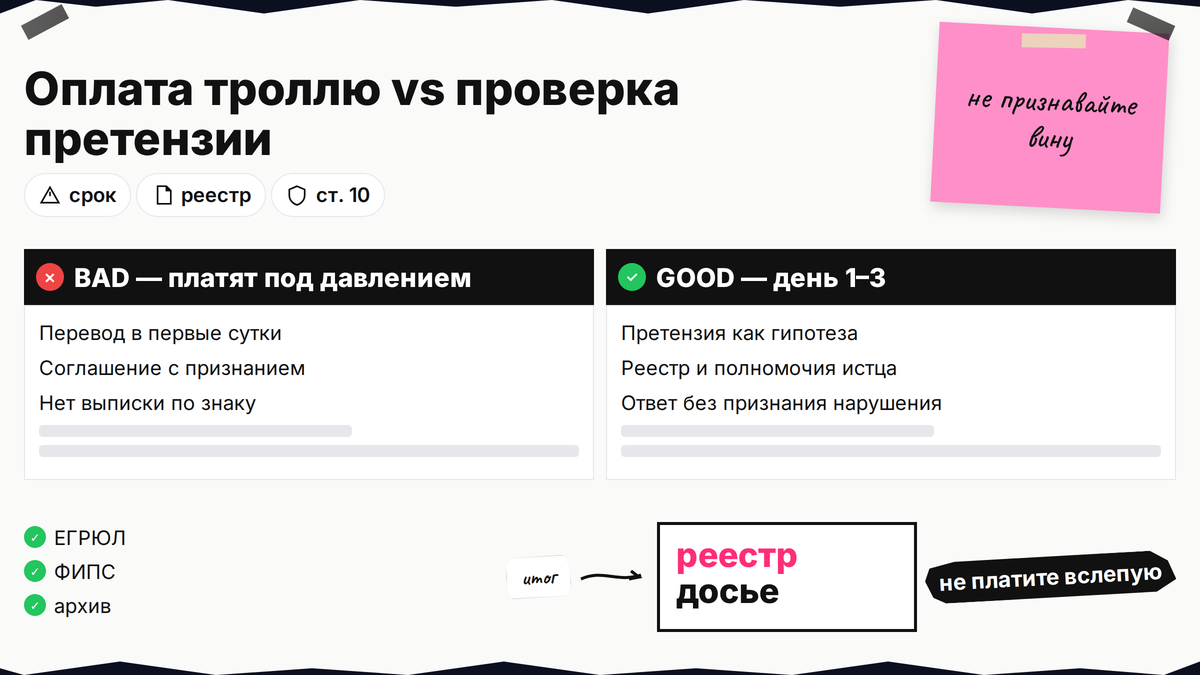 Оплата троллю vs проверка
претензии
не признавайте
вину
срок
реестр
ст. 10
BAD — платят под давлением
Перевод в первые сутки
Соглашение с признанием
Нет выписки по знаку
GOOD — день 1–3
Претензия как гипотеза
Реестр и полномочия истца
Ответ без признания нарушения
ЕГРЮЛ
ФИПС
архив
итог
реестр
досье
не платите вслепую